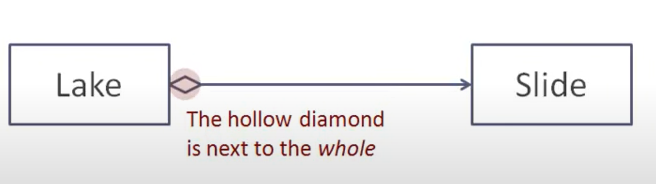 Lake
Slide
The hollow diamond
is next to the whole